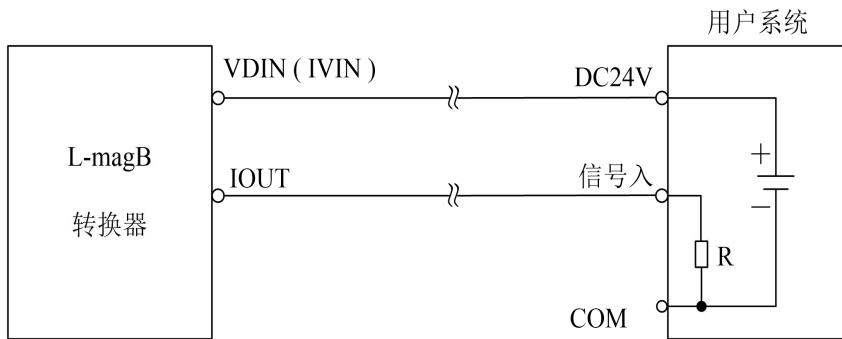 用户系统
VDIN ( IVIN )
DC24V
L-magB
转换器
IOUT
信号入
+
−
R
COM